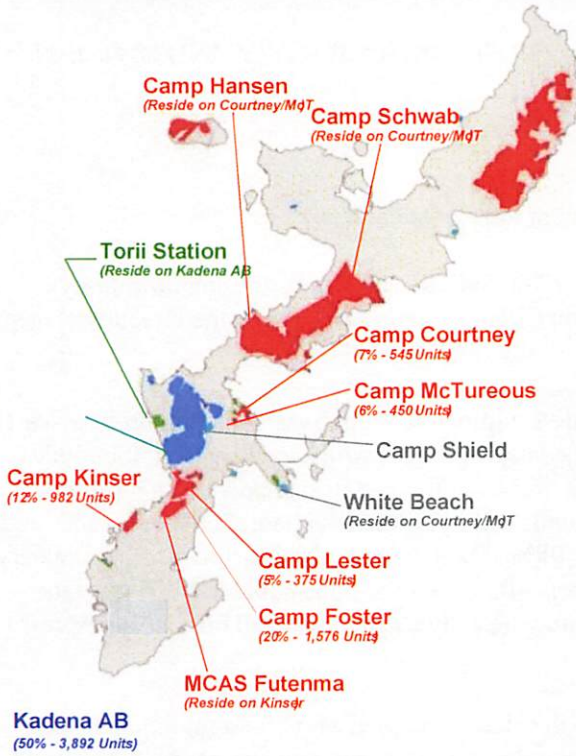 Camp Hansen
(Reside on Courtney/McT
Camp Schwab
(Reside on Courtney/McT
Torii Station
(Reside on Kadena AB
Camp Courtney
(7% - 545 Units)
Camp McTureous
(6% - 450 Units)
Camp Shield
Camp Kinser
(12% - 982 Units)
White Beach
(Reside on Courtney/McT
Camp Lester
(5% - 375 Units)
Camp Foster
(20% - 1,576 Units)
MCAS Futenma
(Reside on Kinser)
Kadena AB
(50% - 3,892 Units)